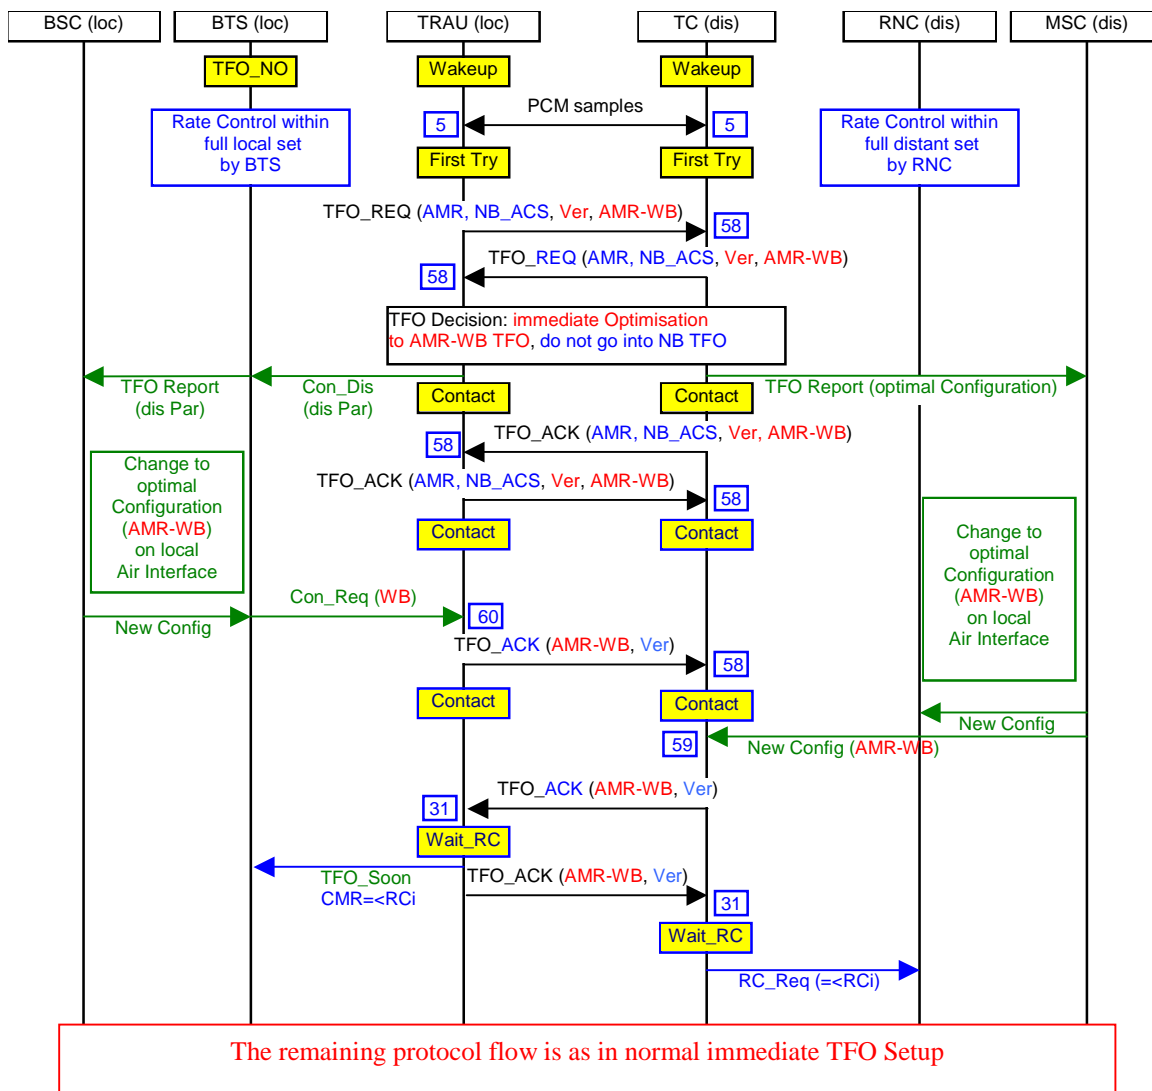 BSC (loc) BTS (loc) TRAU (loc) TC (dis) RNC (dis) MSC (dis)
TFO_NO Wakeup Wakeup
PCM samples
5 5
Rate Control within
full local set
by BTS
Rate Control within
full distant set
by RNC
First Try First Try
TFO_REQ (AMR, NB_ACS, Ver, AMR-WB)
58
TFO_REQ (AMR, NB_ACS, Ver, AMR-WB)
58
TFO Decision: immediate Optimisation
to AMR-WB TFO, do not go into NB TFO
TFO Report
(dis Par)
Con_Dis
(dis Par)
Contact Contact
TFO Report (optimal Configuration)
TFO_ACK (AMR, NB_ACS, Ver, AMR-WB)
58
TFO_ACK (AMR, NB_ACS, Ver, AMR-WB)
58
Change to
optimal
Configuration
(AMR-WB)
on local
Air Interface
Contact Contact
Change to
optimal
Configuration
(AMR-WB)
on local
Air Interface
New Config
Con_Req (WB)
60
TFO_ACK (AMR-WB, Ver)
58
Contact Contact
New Config
59
New Config (AMR-WB)
TFO_ACK (AMR-WB, Ver)
31
Wait_RC
TFO_Soon
CMR=<RCi
TFO_ACK (AMR-WB, Ver)
31
Wait_RC
RC_Req (=<RCi)
The remaining protocol flow is as in normal immediate TFO Setup